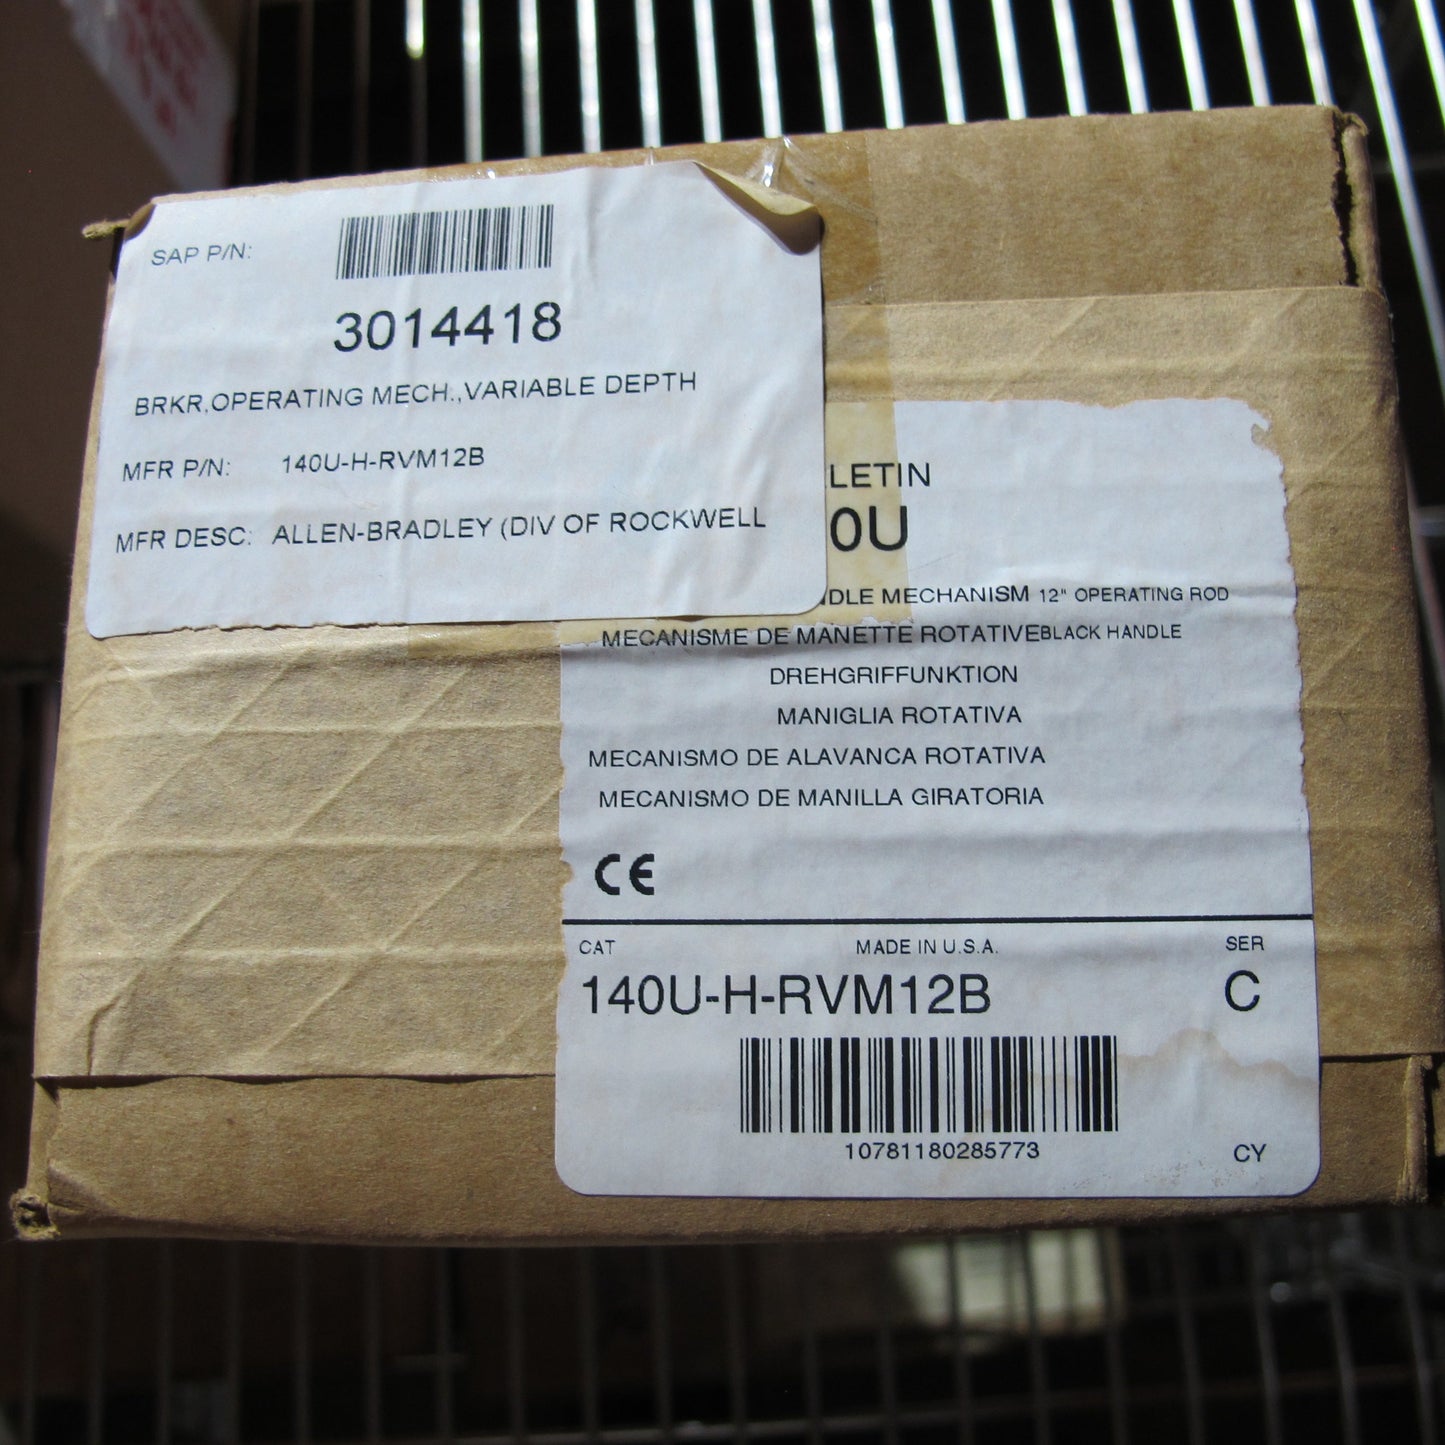 SAP P/N:
3014418
BRKR,OPERATING MECH.,VARIABLE DEPTH
MFR P/N: 140U-H-RVM12B
MFR DESC: ALLEN-BRADLEY (DIV OF ROCKWELL
LETIN
0U
DLE MECHANISM 12" OPERATING ROD
MECANISME DE MANETTE ROTATIVEBLACK HANDLE
DREHGRIFFUNKTION
MANIGLIA ROTATIVA
MECANISMO DE ALAVANCA ROTATIVA
MECANISMO DE MANILLA GIRATORIA
CE
CAT MADE IN U.S.A. SER
140U-H-RVM12B C
10781180285773 CY